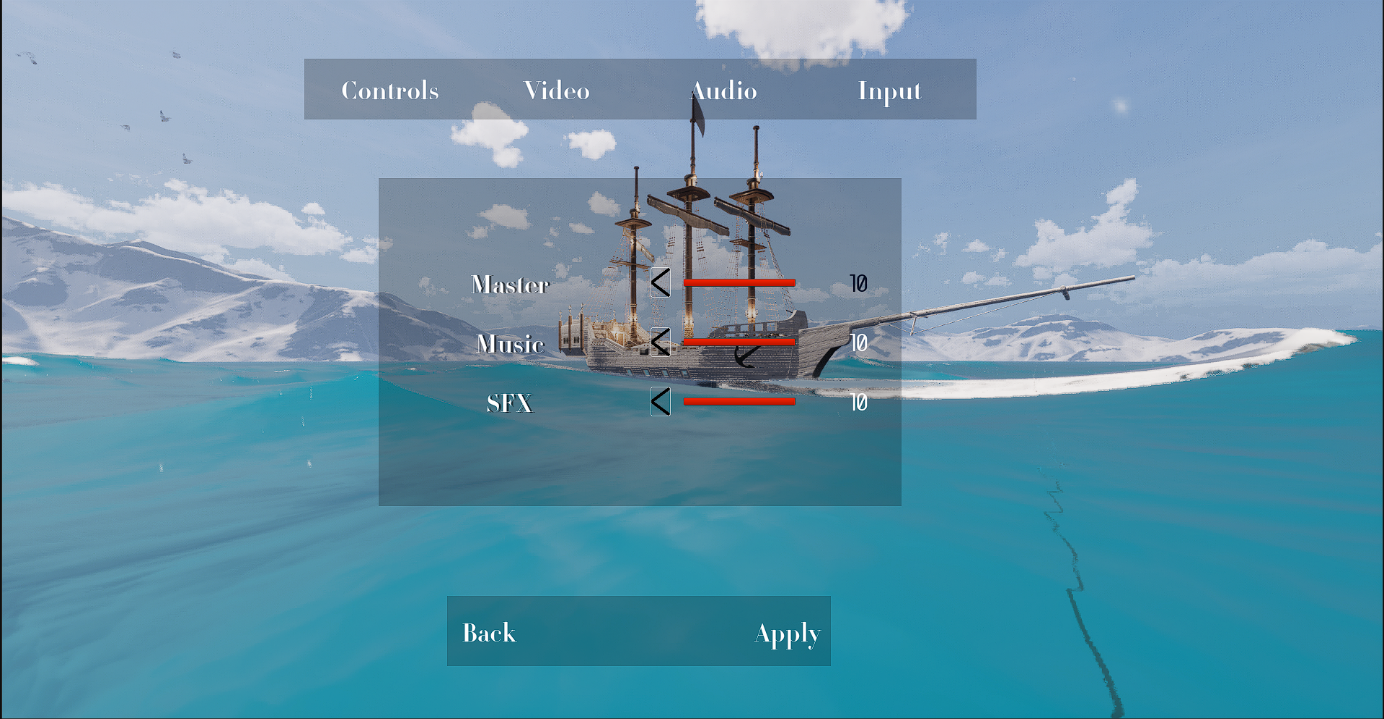 Controls Video Audio Input
Master < 10
Music < 10
SFX < 10
Back Apply